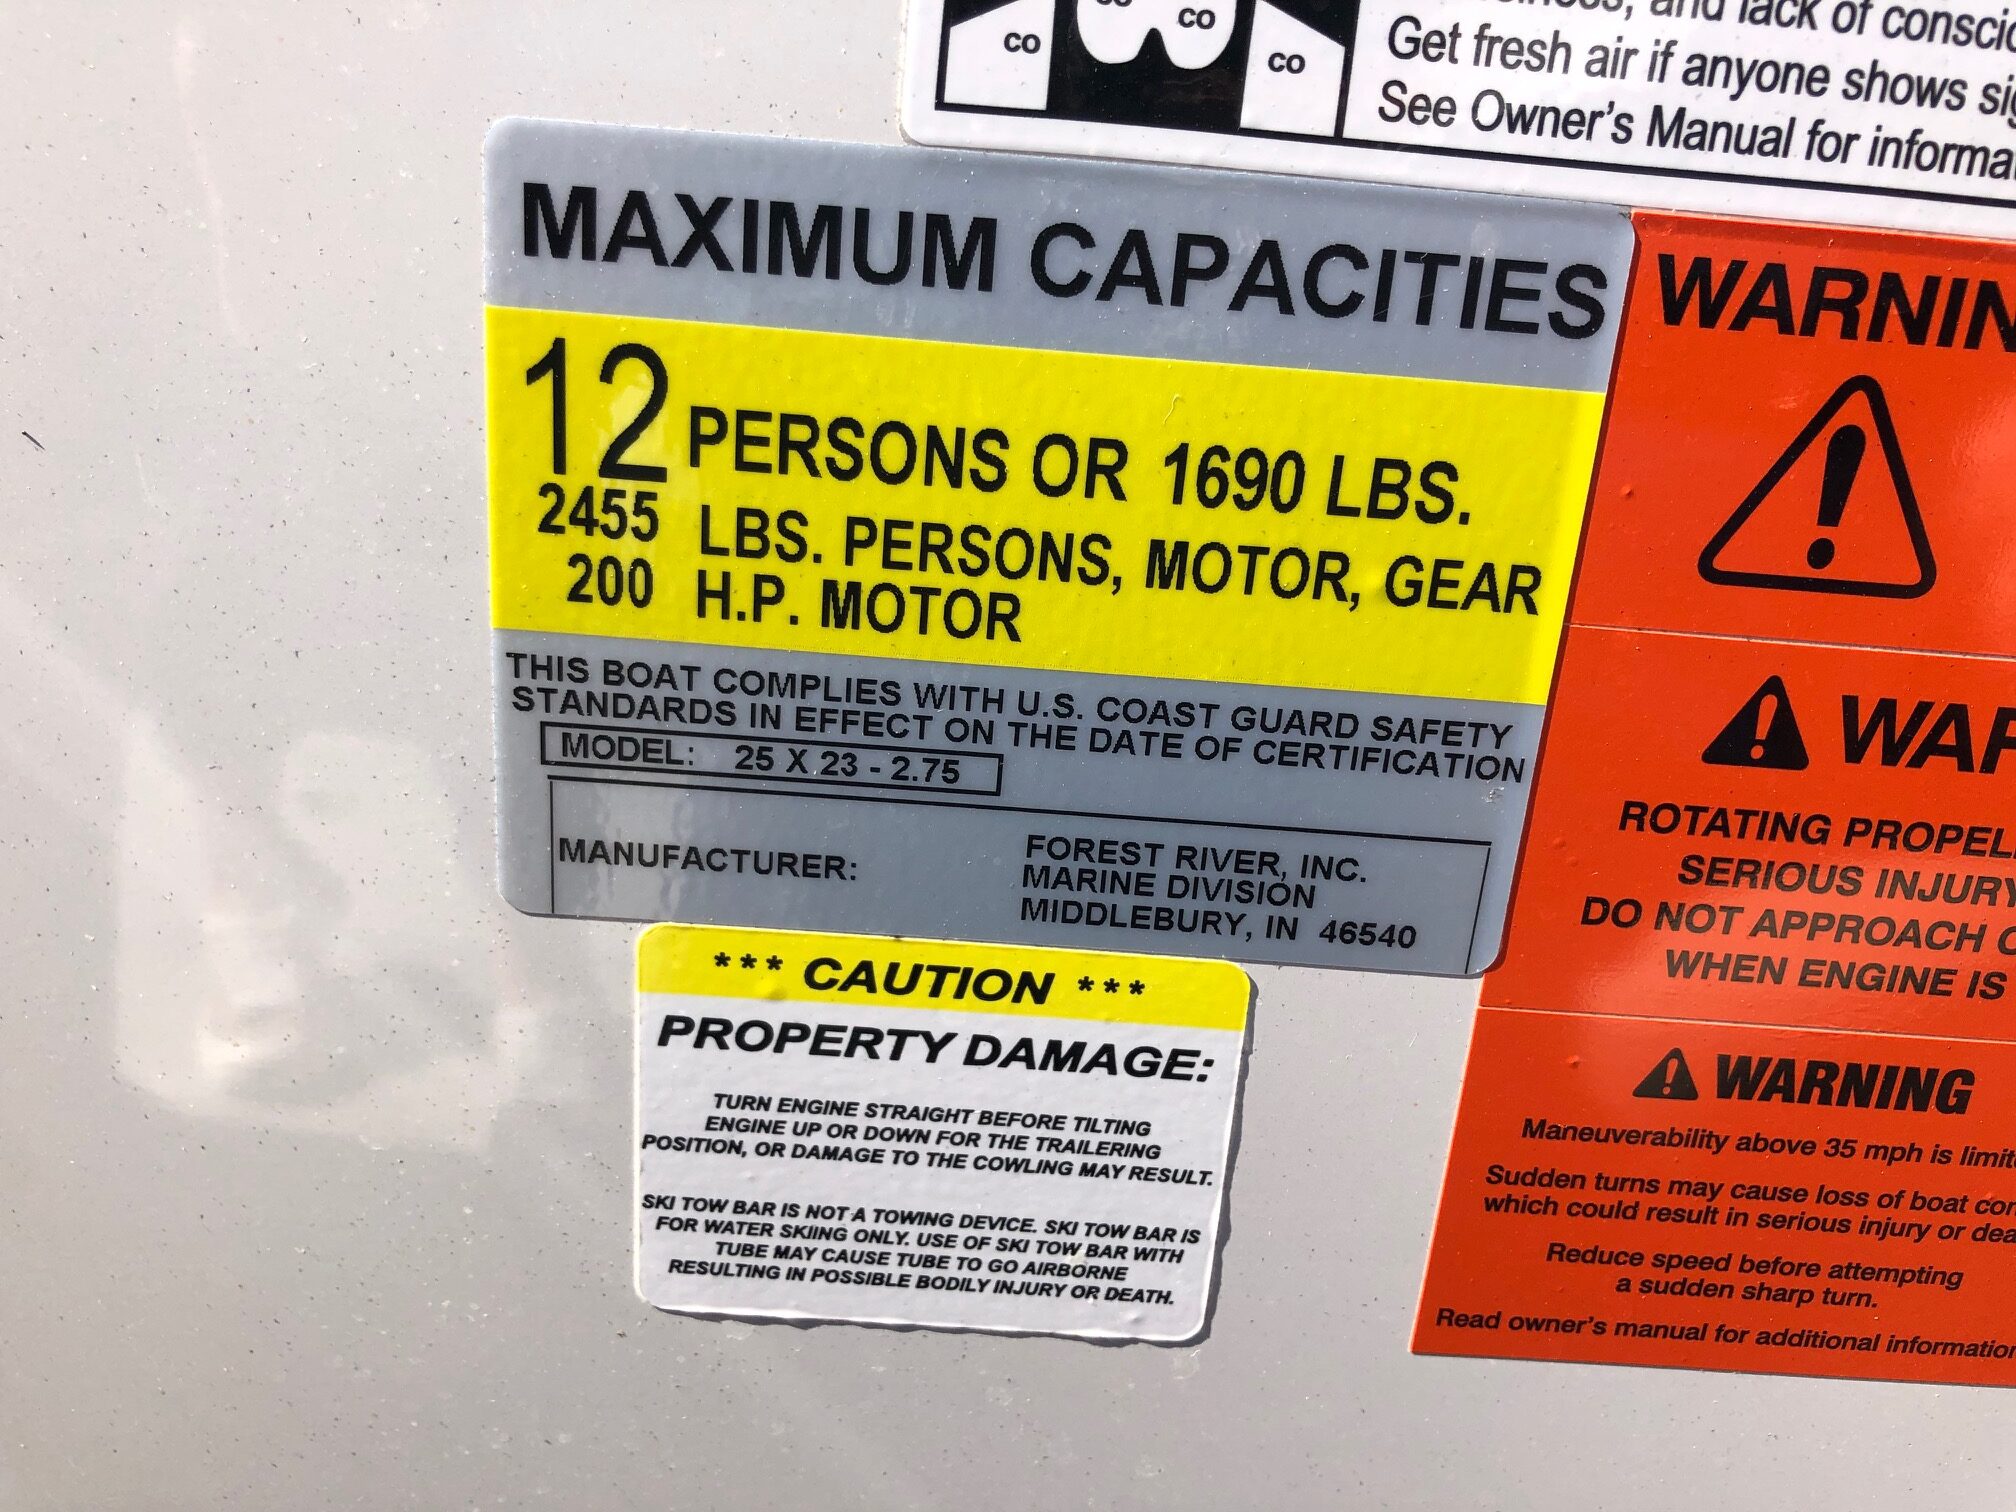 CO
CO
CO
and lack of
Get fresh air if anyone shows
See Owner's Manual for
MAXIMUM CAPACITIES
12 PERSONS OR 1690 LBS.
2455 LBS. PERSONS, MOTOR, GEAR
200 H.P. MOTOR
THIS BOAT COMPLIES WITH U.S. COAST GUARD SAFETY
STANDARDS IN EFFECT ON THE DATE OF CERTIFICATION
MODEL: 25 X 23 - 2.75
MANUFACTURER:
FOREST RIVER, INC.
MARINE DIVISION
MIDDLEBURY, IN 46540
*** CAUTION ***
PROPERTY DAMAGE:
TURN ENGINE STRAIGHT BEFORE TILTING
ENGINE UP OR DOWN FOR THE TRAILERING
POSITION, OR DAMAGE TO THE COWLING MAY RESULT.
SKI TOW BAR IS NOT A TOWING DEVICE. SKI TOW BAR IS
FOR WATER SKIING ONLY. USE OF SKI TOW BAR WITH
TUBE MAY CAUSE TUBE TO GO AIRBORNE
RESULTING IN POSSIBLE BODILY INJURY OR DEATH.
WARNIN
WAR
ROTATING PROPEL
SERIOUS INJURY
DO NOT APPROACH
WHEN ENGINE IS
WARNING
Maneuverability above 35 mph is
Sudden turns may cause loss of boat
which could result in serious injury or
Reduce speed before attempting
a sudden sharp turn.
Read owner's manual for additional